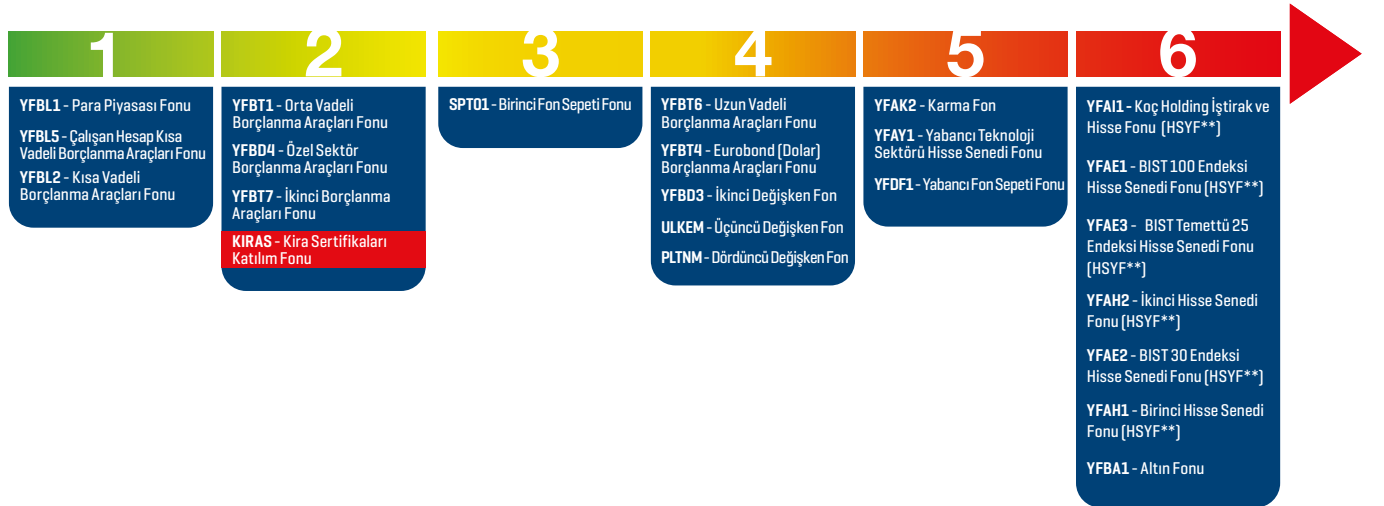 1
YFBL1 - Para Piyasası Fonu
YFBL5 - Çalışan Hesap Kısa
Vadeli Borçlanma Araçları Fonu
YFBL2 - Kısa Vadeli
Borçlanma Araçları Fonu
2
YFBT1 - Orta Vadeli
Borçlanma Araçları Fonu
YFBD4 - Özel Sektör
Borçlanma Araçları Fonu
YFBT7 - İkinci Borçlanma
Araçları Fonu
KIRAS - Kira Sertifikaları
Katılım Fonu
3
SPT01 - Birinci Fon Sepeti Fonu
4
YFBT6 - Uzun Vadeli
Borçlanma Araçları Fonu
YFBT4 - Eurobond (Dolar)
Borçlanma Araçları Fonu
YFBD3 - İkinci Değişken Fon
ULKEM - Üçüncü Değişken Fon
PLTNM - Dördüncü Değişken Fon
5
YFAK2 - Karma Fon
YFAY1 - Yabancı Teknoloji
Sektörü Hisse Senedi Fonu
YFDF1 - Yabancı Fon Sepeti Fonu
6
YFAI1 - Koç Holding İştirak ve
Hisse Fonu (HSYF**)
YFAE1 - BIST 100 Endeksi
Hisse Senedi Fonu (HSYF**)
YFAE3 - BIST Temettü 25
Endeksi Hisse Senedi Fonu
(HSYF**)
YFAH2 - İkinci Hisse Senedi
Fonu (HSYF**)
YFAE2 - BIST 30 Endeksi
Hisse Senedi Fonu (HSYF**)
YFAH1 - Birinci Hisse Senedi
Fonu (HSYF**)
YFBA1 - Altın Fonu